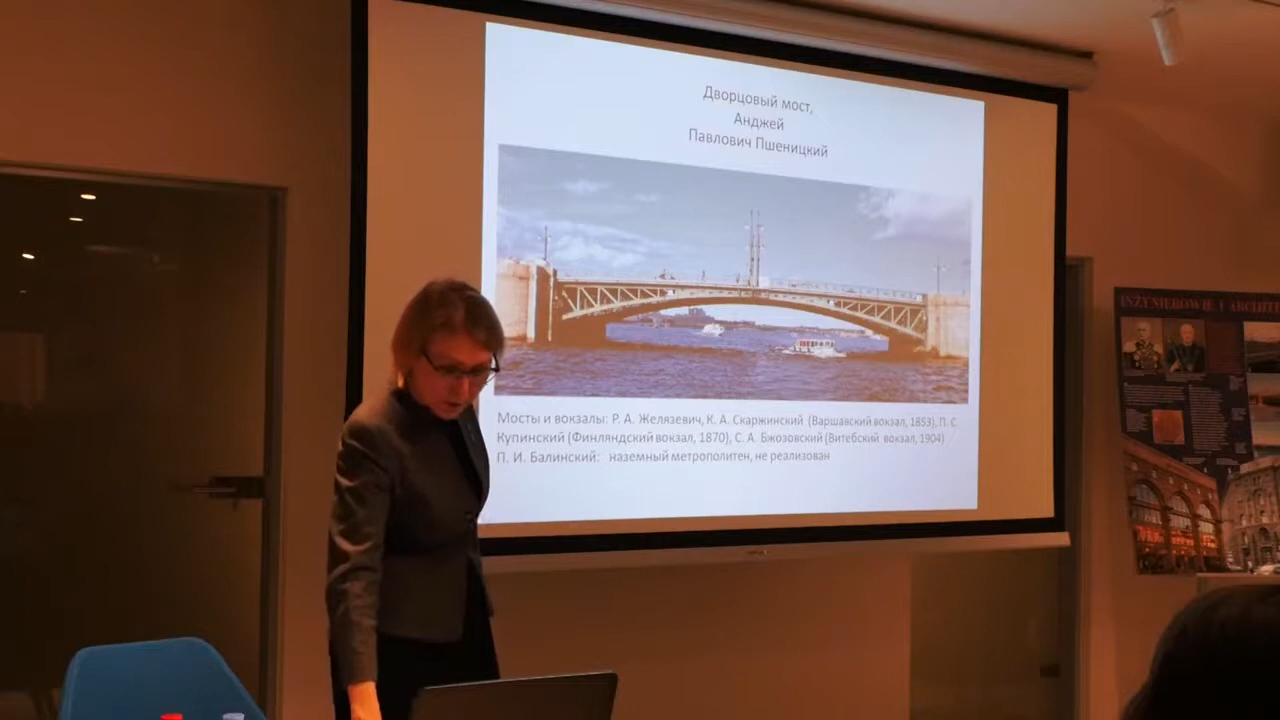 Дворцовый мост,
Анджей
Павлович Пшеницкий
Мосты и вокзалы: Р. А. Желязевич, К. А. Скаржинский (Варшавский вокзал, 1853), П. С.
Купинский (Финляндский вокзал, 1870), С. А. Бжозовский (Витебский вокзал, 1904)
П. И. Балинский: наземный метрополитен, не реализован
INŻYNIEROWIE I